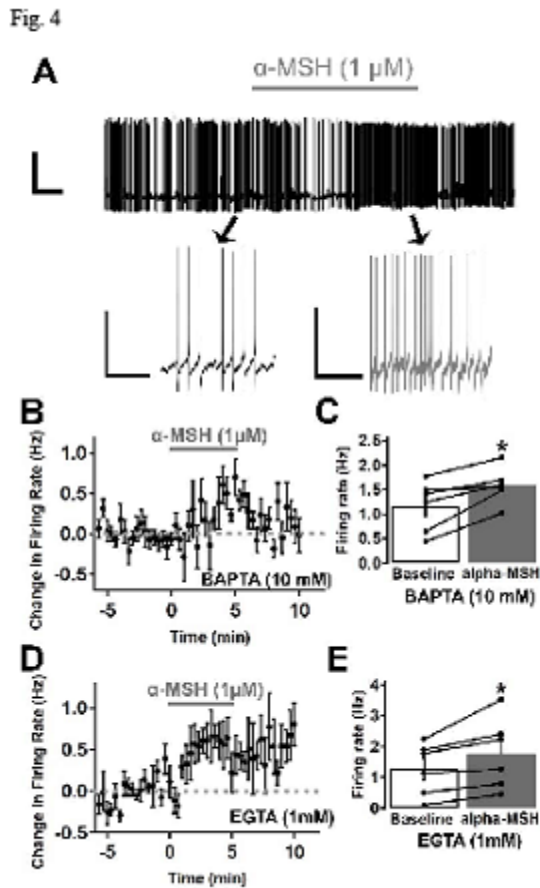 Fig. 4
A
α-MSH (1 μM)
B
α-MSH (1μM)
Change in Firing Rate (Hz)
1.0
0.5
0.0
-0.5
BAPTA (10 mM)
-5 0 5 10
Time (min)
C
Firing rate (Hz)
2.5
2.0
1.5
1.0
0.5
0.0
*
Baseline alpha-MSH
BAPTA (10 mM)
D
α-MSH (1μM)
Change in Firing Rate (Hz)
1.0
0.5
0.0
-0.5
EGTA (1mM)
-5 0 5 10
Time (min)
E
Firing rate (Hz)
4
3
2
1
0
*
Baseline alpha-MSH
EGTA (1mM)